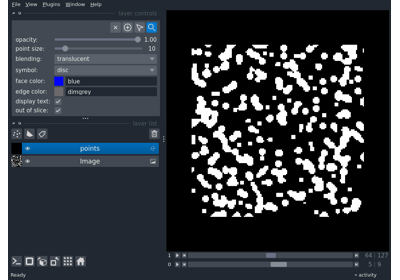 File View Plugins Window Help
layer controls
opacity: 1.00
point size: 10
blending: translucent
symbol: disc
face color: blue
edge color: dimgrey
display text:
out of slice:
layer list
points
Image
1 64 127
0 5 9
Ready activity